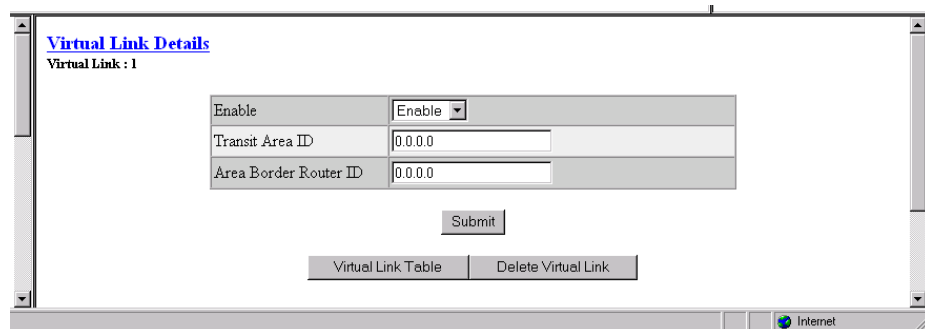 Virtual Link Details
Virtual Link : 1
Enable Enable
Transit Area ID 0.0.0.0
Area Border Router ID 0.0.0.0
Submit
Virtual Link Table Delete Virtual Link
Internet